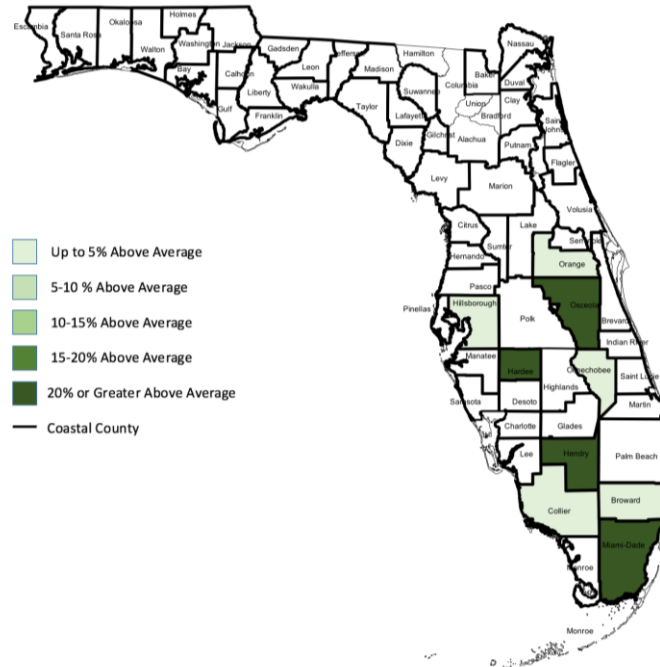 Escambia
Santa Rosa
Okaloosa
Walton
Holmes
Washington
Jackson
Bay
Calhoun
Gulf
Gadsden
Liberty
Franklin
Leon
Wakulla
Jefferson
Madison
Taylor
Hamilton
Suwannee
Lafayette
Dixie
Columbia
Gilchrist
Baker
Union
Bradford
Alachua
Nassau
Duval
Clay
Saint Johns
Putnam
Flagler
Levy
Marion
Volusia
Citrus
Sumter
Lake
Hernando
Seminole
Orange
Pasco
Pinellas
Hillsborough
Polk
Osceola
Brevard
Indian River
Manatee
Hardee
Okeechobee
Highlands
Saint Lucie
Sarasota
Desoto
Martin
Charlotte
Glades
Lee
Hendry
Palm Beach
Collier
Broward
Miami-Dade
Monroe
Monroe
Up to 5% Above Average
5-10 % Above Average
10-15% Above Average
15-20% Above Average
20% or Greater Above Average
Coastal County